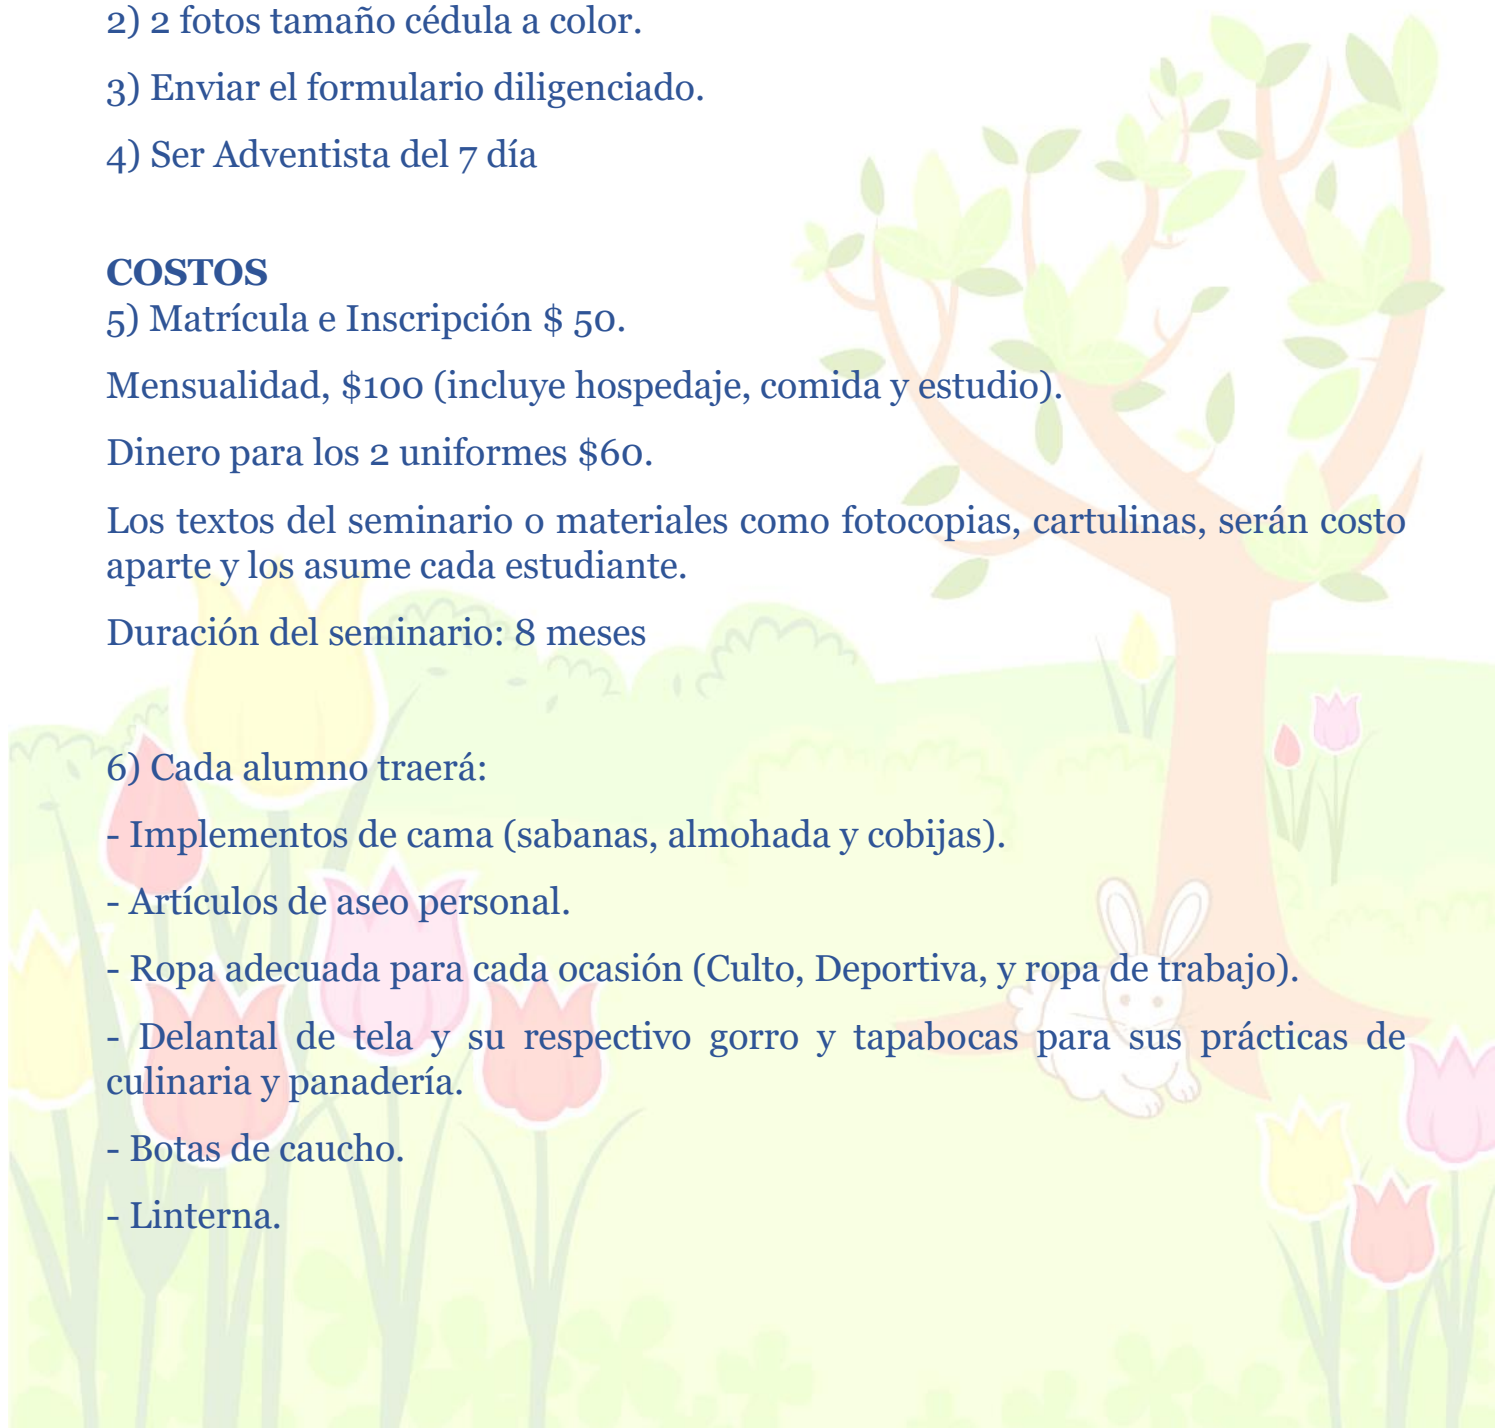 2) 2 fotos tamaño cédula a color.
3) Enviar el formulario diligenciado.
4) Ser Adventista del 7 día
COSTOS
5) Matrícula e Inscripción $ 50.
Mensualidad, $100 (incluye hospedaje, comida y estudio).
Dinero para los 2 uniformes $60.
Los textos del seminario o materiales como fotocopias, cartulinas, serán costo
aparte y los asume cada estudiante.
Duración del seminario: 8 meses
6) Cada alumno traerá:
- Implementos de cama (sabanas, almohada y cobijas).
- Artículos de aseo personal.
- Ropa adecuada para cada ocasión (Culto, Deportiva, y ropa de trabajo).
- Delantal de tela y su respectivo gorro y tapabocas para sus prácticas de
culinaria y panadería.
- Botas de caucho.
- Linterna.